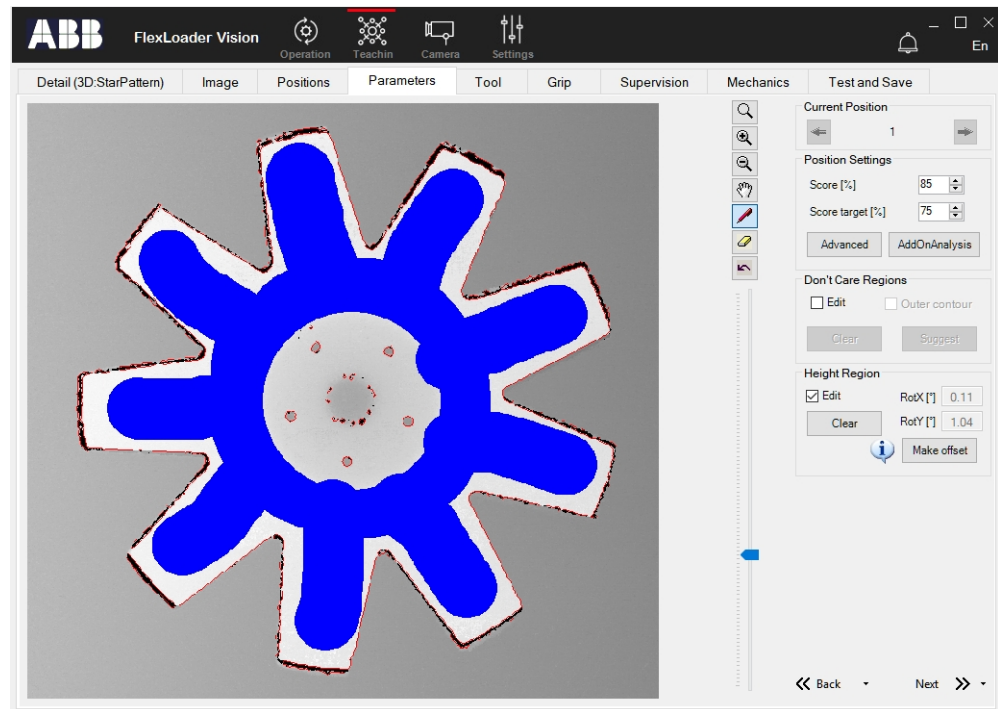 ABB FlexLoader Vision Operation Teachin Camera Settings En
Detail (3D:StarPattern) Image Positions Parameters Tool Grip Supervision Mechanics Test and Save
Current Position
1
Position Settings
Score [%] 85
Score target [%] 75
Advanced AddOnAnalysis
Don't Care Regions
Edit Outer contour
Clear Suggest
Height Region
Edit RotX [°] 0.11
Clear RotY [°] 1.04
Make offset
Back Next